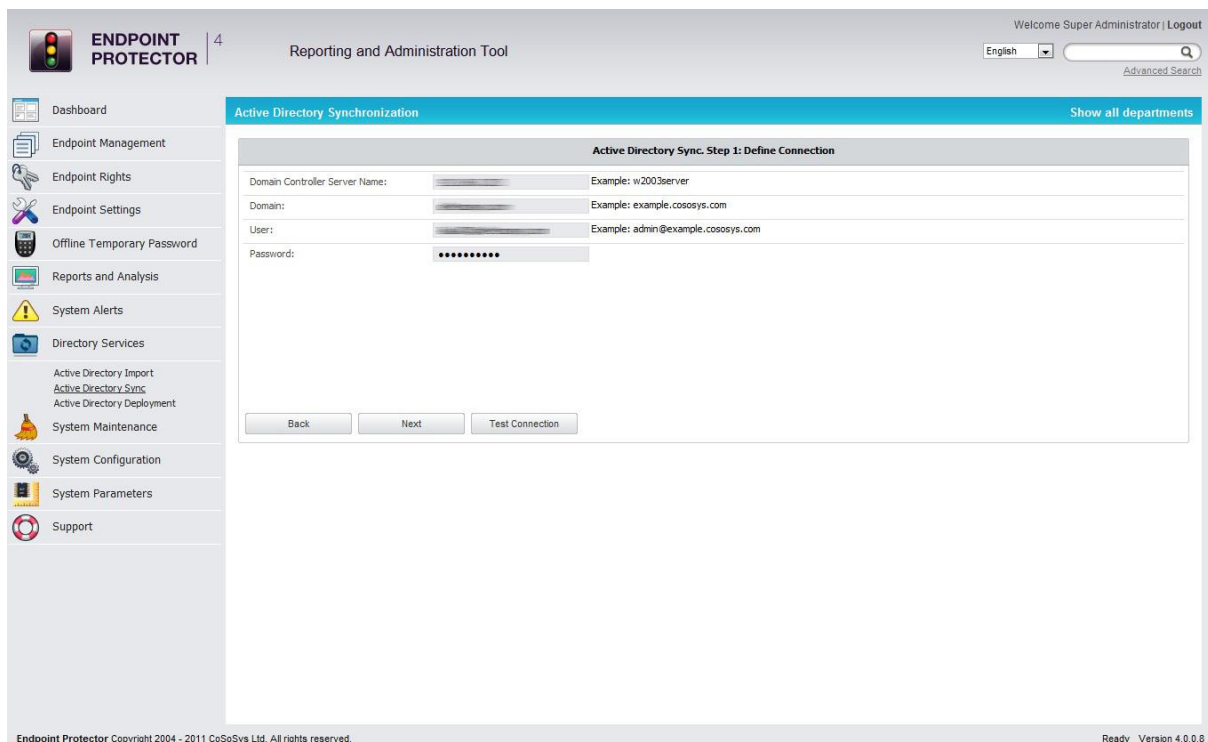 Welcome Super Administrator | Logout
ENDPOINT PROTECTOR | 4
Reporting and Administration Tool
English
Advanced Search
Dashboard
Endpoint Management
Endpoint Rights
Endpoint Settings
Offline Temporary Password
Reports and Analysis
System Alerts
Directory Services
Active Directory Import
Active Directory Sync
Active Directory Deployment
System Maintenance
System Configuration
System Parameters
Support
Active Directory Synchronization
Show all departments
Active Directory Sync. Step 1: Define Connection
Domain Controller Server Name: Example: w2003server
Domain: Example: example.cososys.com
User: Example: admin@example.cososys.com
Password: ••••••••••
Back Next Test Connection
Endpoint Protector Copyright 2004 - 2011 CoSoSys Ltd. All rights reserved.
Ready Version 4.0.0.8